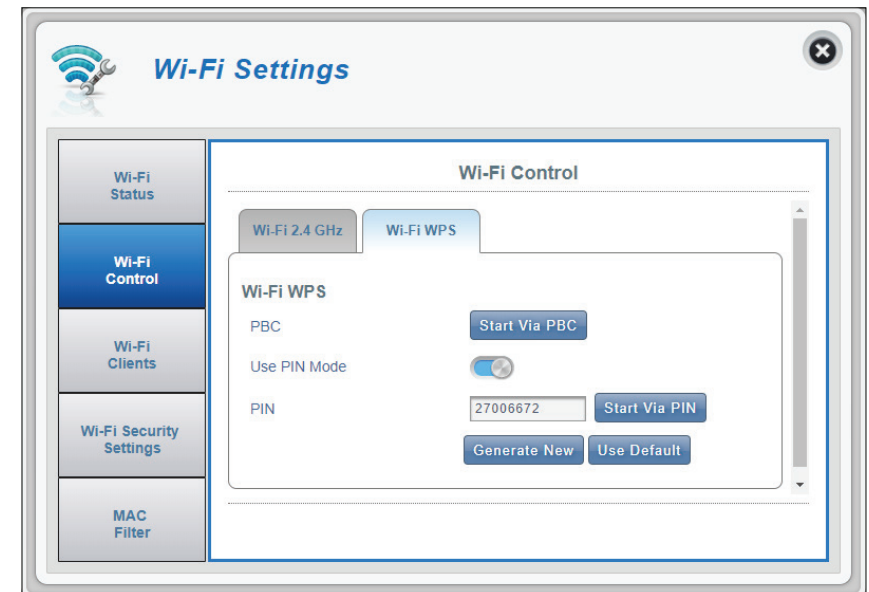 Wi-Fi Settings
Wi-Fi
Status
Wi-Fi
Control
Wi-Fi
Clients
Wi-Fi Security
Settings
MAC
Filter
Wi-Fi Control
Wi-Fi 2.4 GHz Wi-Fi WPS
Wi-Fi WPS
PBC Start Via PBC
Use PIN Mode
PIN 27006672 Start Via PIN
Generate New Use Default